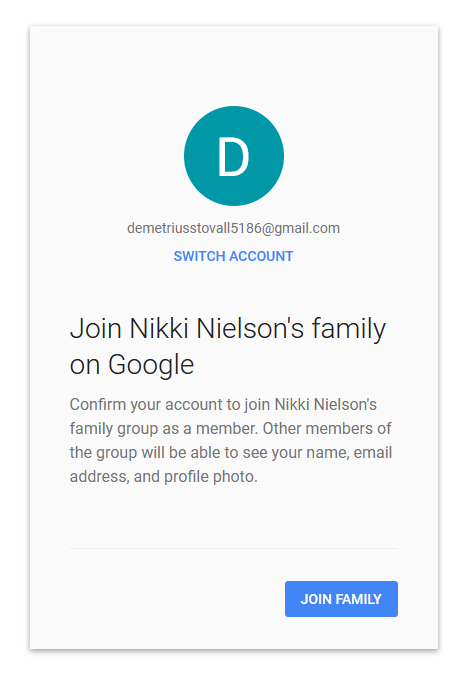 D
demetriusstovall5186@gmail.com
SWITCH ACCOUNT
Join Nikki Nielson's family
on Google
Confirm your account to join Nikki Nielson's
family group as a member. Other members of
the group will be able to see your name, email
address, and profile photo.
JOIN FAMILY